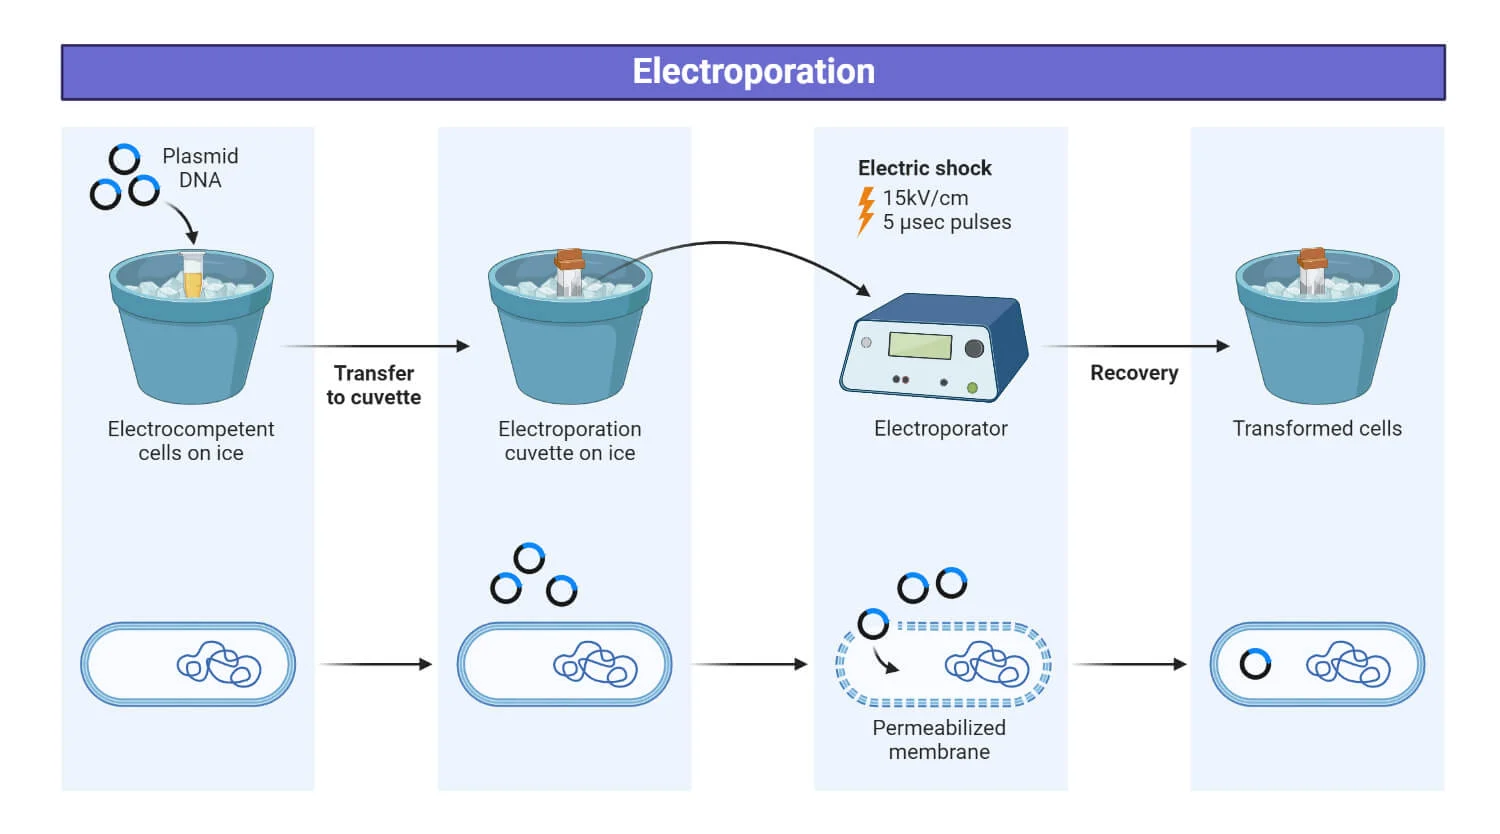 Electroporation
Plasmid
DNA
Electrocompetent
cells on ice
Transfer
to cuvette
Electroporation
cuvette on ice
Electric shock
15kV/cm
5 μsec pulses
Electroporator
Recovery
Transformed cells
Permeabilized
membrane